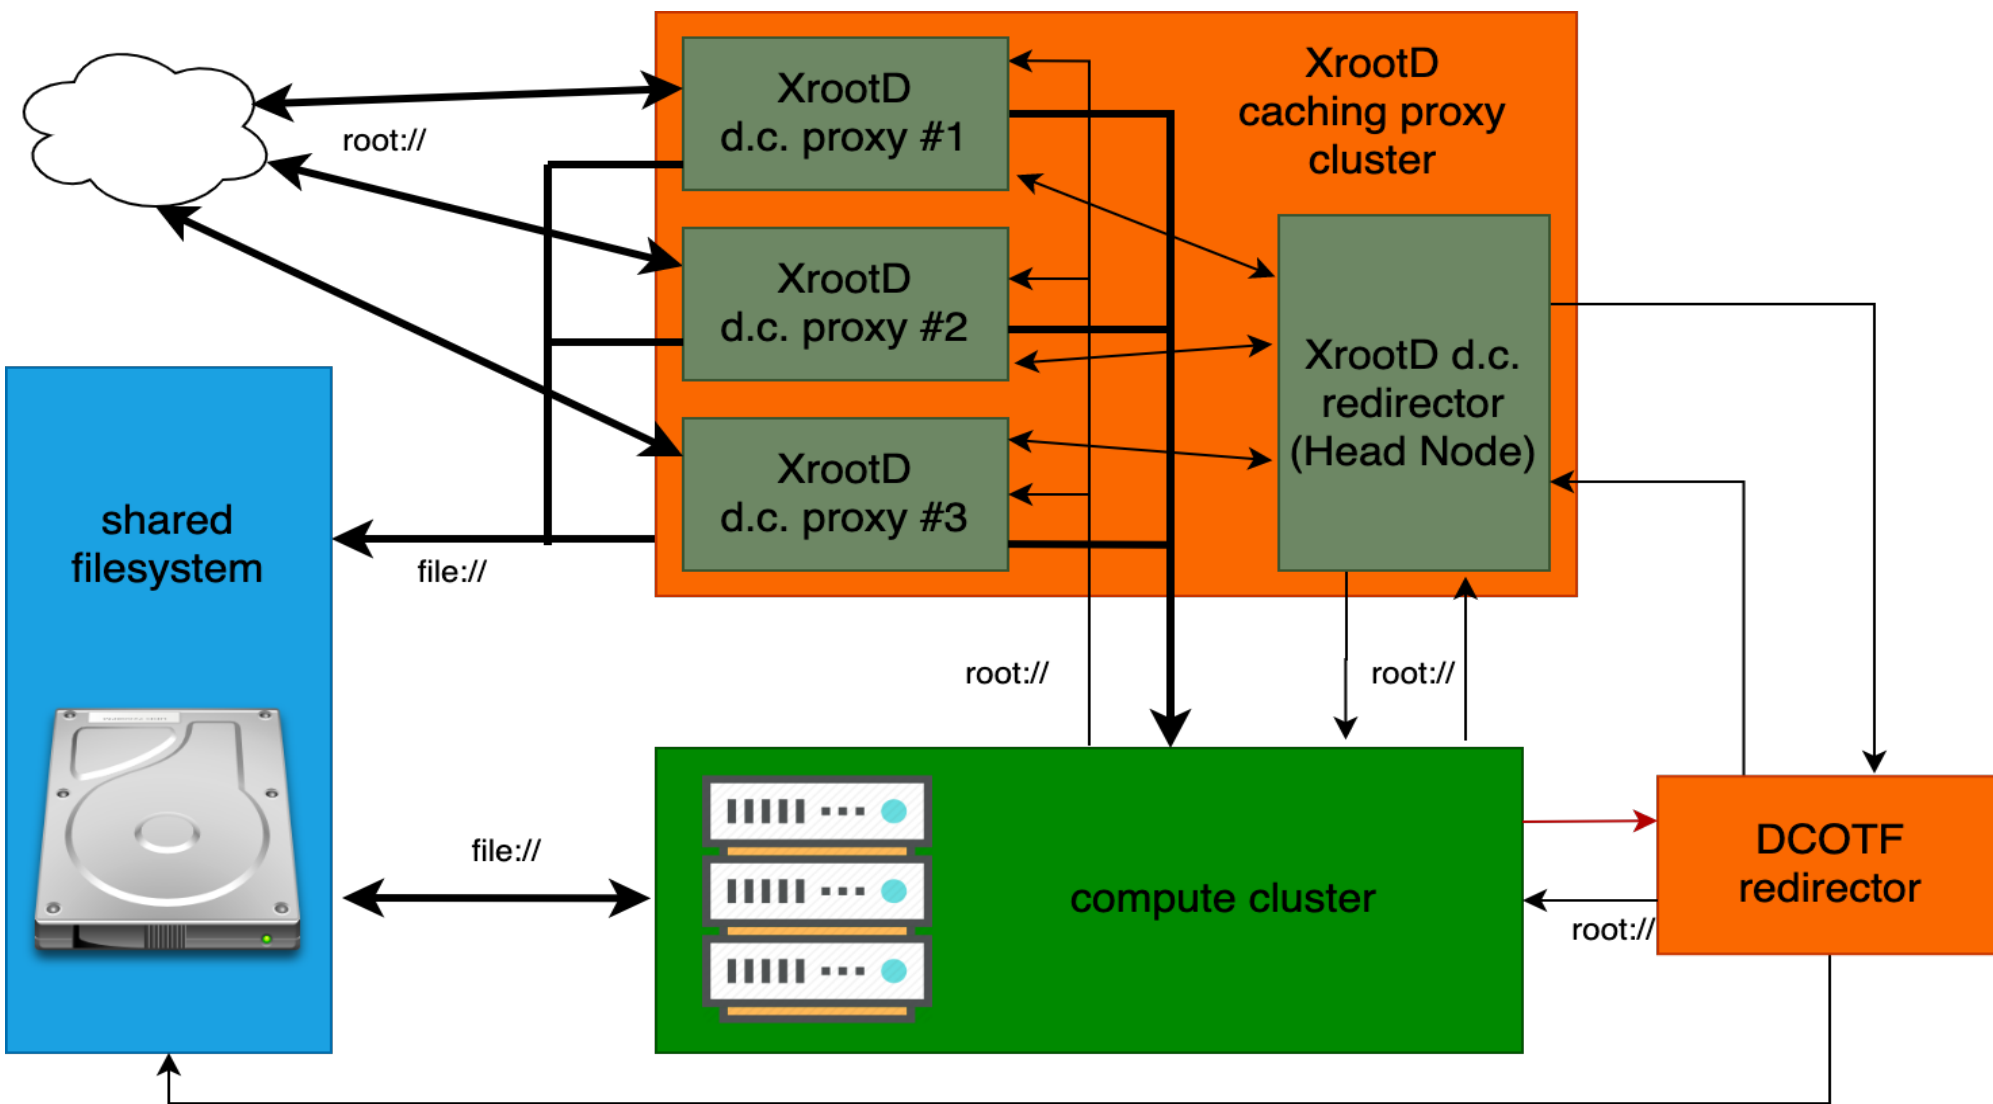 XrootD
d.c. proxy #1
XrootD
caching proxy
cluster
root://
XrootD
d.c. proxy #2
XrootD d.c.
redirector
(Head Node)
XrootD
d.c. proxy #3
shared
filesystem
file://
root://
root://
file://
compute cluster
DCOTF
redirector
root://